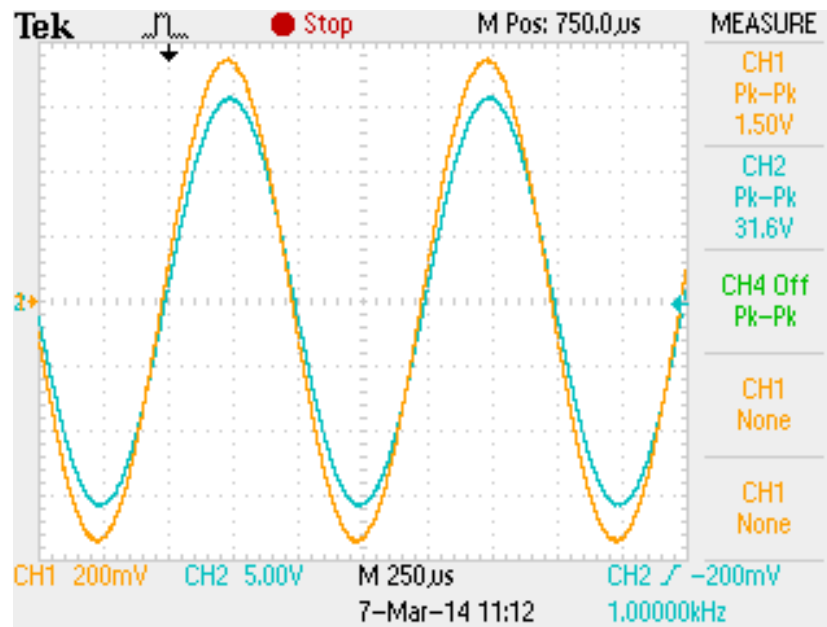 Tek Stop M Pos: 750.0µs MEASURE
CH1
Pk-Pk
1.50V
CH2
Pk-Pk
31.6V
CH4 Off
Pk-Pk
CH1
None
CH1
None
2
CH1 200mV CH2 5.00V M 250µs CH2 -200mV
7-Mar-14 11:12 1.00000kHz